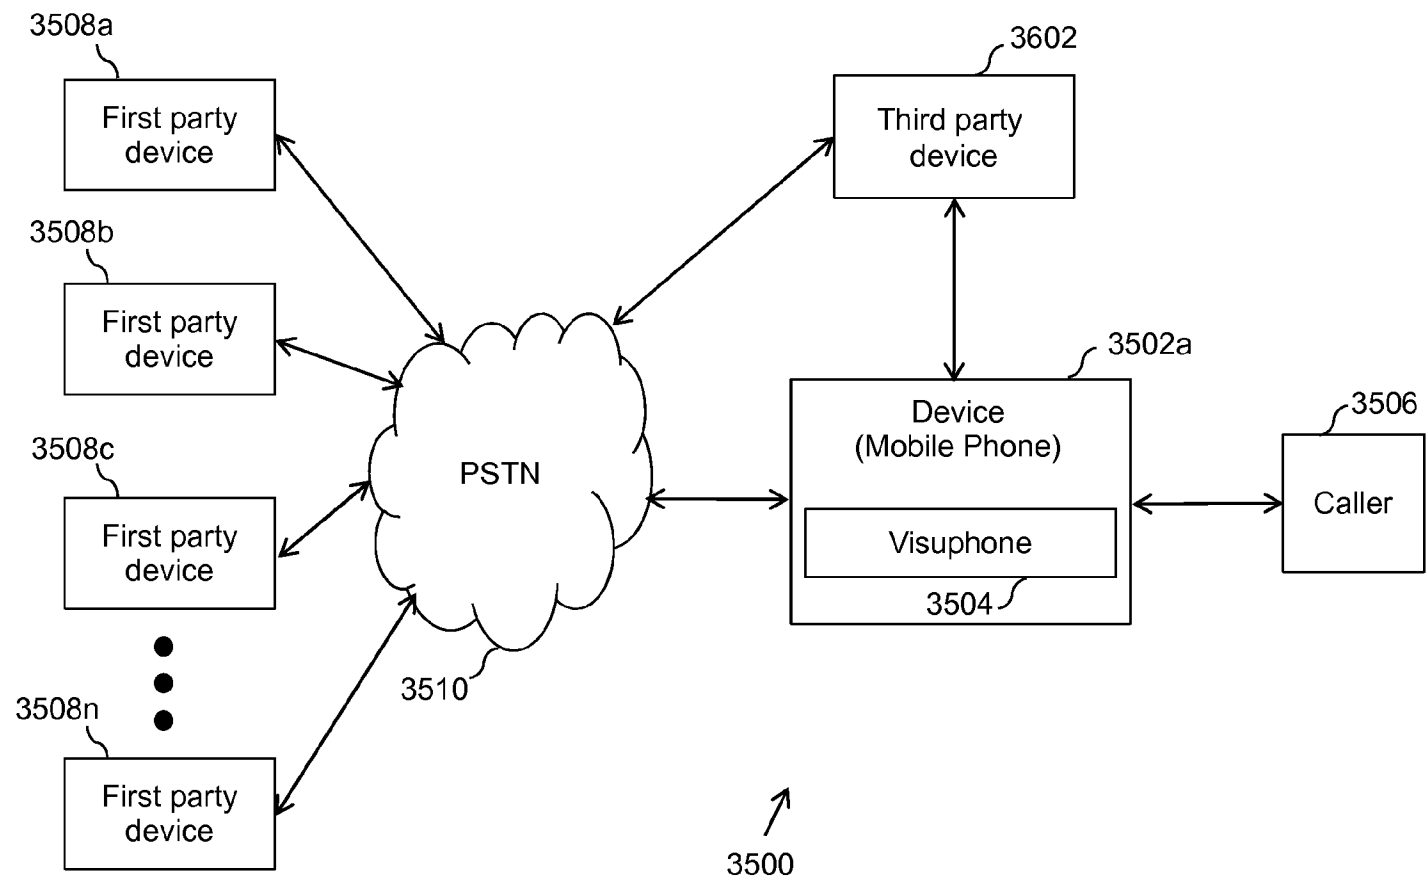 3508a
First party
device
3508b
First party
device
3508c
First party
device
3508n
First party
device
PSTN
3510
3602
Third party
device
3502a
Device
(Mobile Phone)
Visuphone
3504
3506
Caller
3500